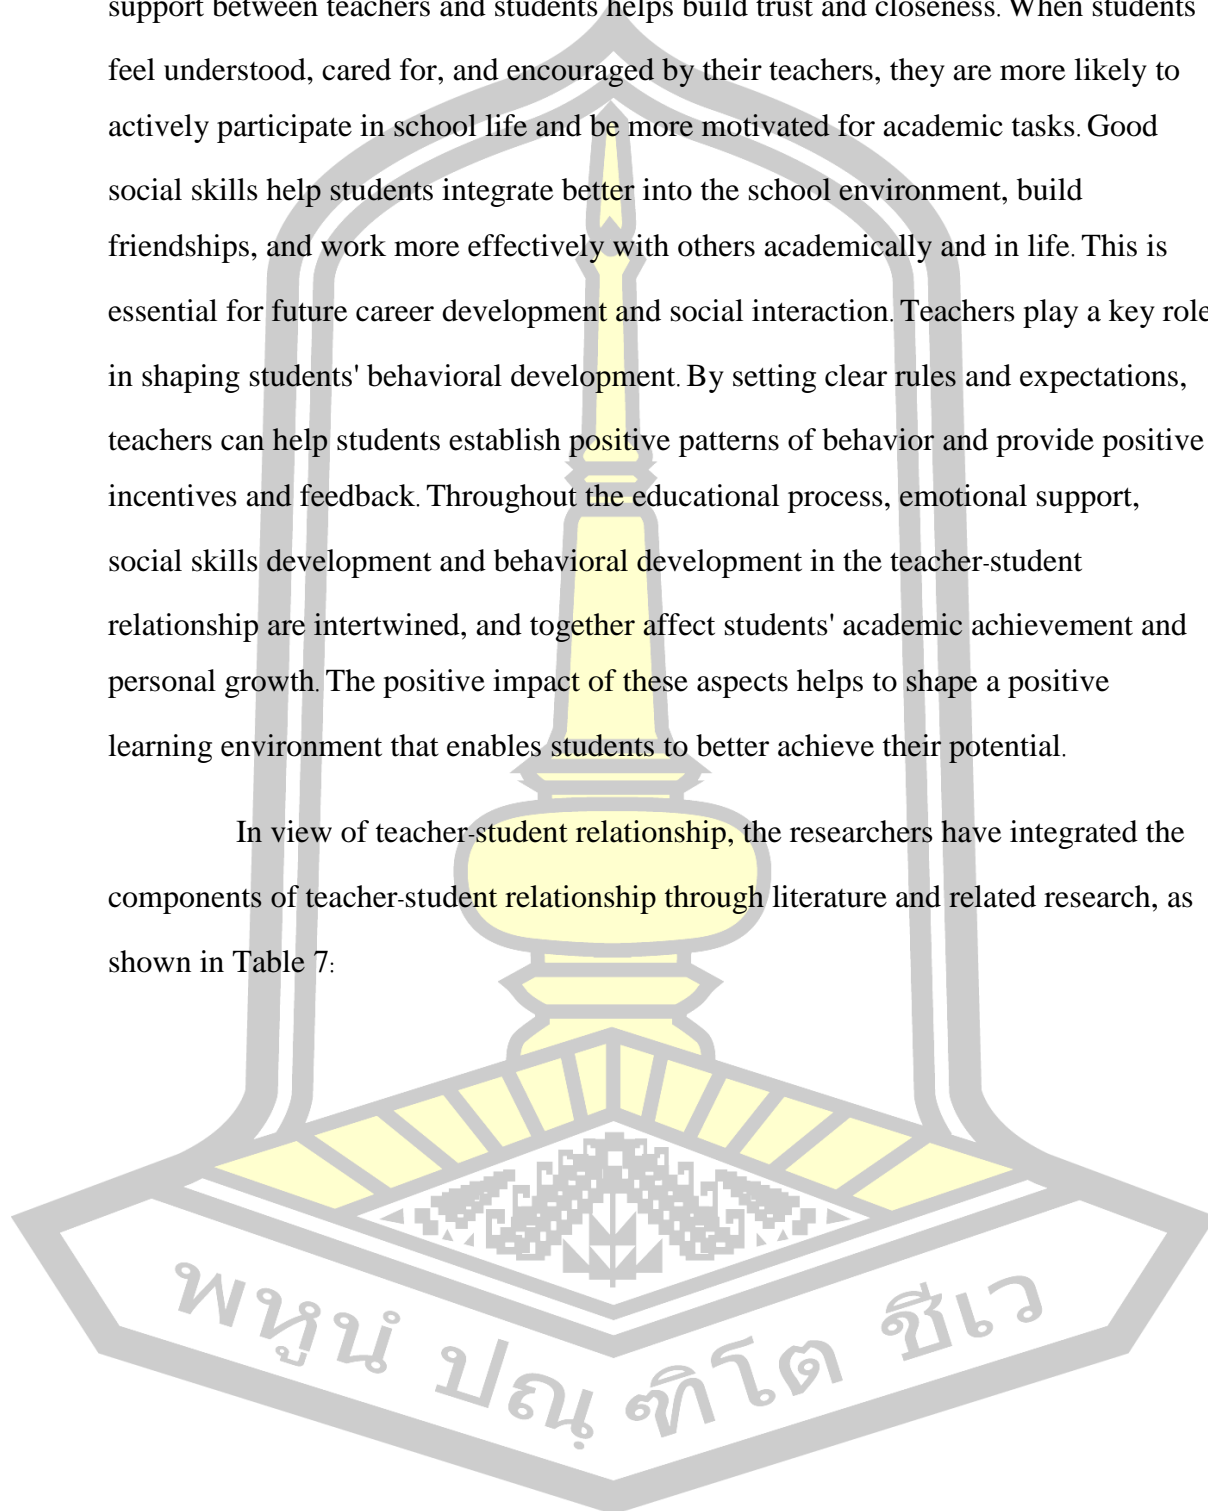 support between teachers and students helps build trust and closeness. When students
feel understood, cared for, and encouraged by their teachers, they are more likely to
actively participate in school life and be more motivated for academic tasks. Good
social skills help students integrate better into the school environment, build
friendships, and work more effectively with others academically and in life. This is
essential for future career development and social interaction. Teachers play a key role
in shaping students' behavioral development. By setting clear rules and expectations,
teachers can help students establish positive patterns of behavior and provide positive
incentives and feedback. Throughout the educational process, emotional support,
social skills development and behavioral development in the teacher-student
relationship are intertwined, and together affect students' academic achievement and
personal growth. The positive impact of these aspects helps to shape a positive
learning environment that enables students to better achieve their potential.
In view of teacher-student relationship, the researchers have integrated the
components of teacher-student relationship through literature and related research, as
shown in Table 7:
พหูนํ ปณฺฑิโต ชีเว